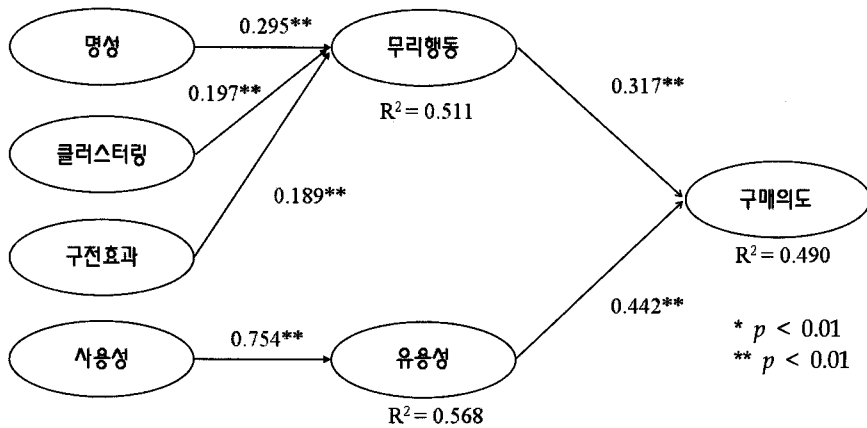 명성
0.295**
무리행동
R² = 0.511
0.197**
0.317**
클러스터링
0.189**
구매의도
R² = 0.490
구전효과
0.442**
사용성
0.754**
유용성
R² = 0.568
* p < 0.01
** p < 0.01